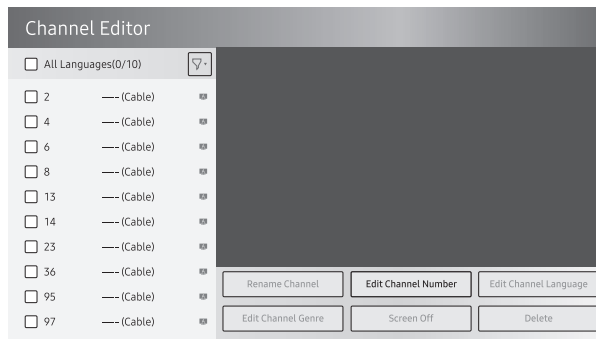 Channel Editor
All Languages(0/10)
2 —-- (Cable)
4 —-- (Cable)
6 —-- (Cable)
8 —-- (Cable)
13 —-- (Cable)
14 —-- (Cable)
23 —-- (Cable)
36 —-- (Cable)
95 —-- (Cable)
97 —-- (Cable)
Rename Channel Edit Channel Number Edit Channel Language
Edit Channel Genre Screen Off Delete